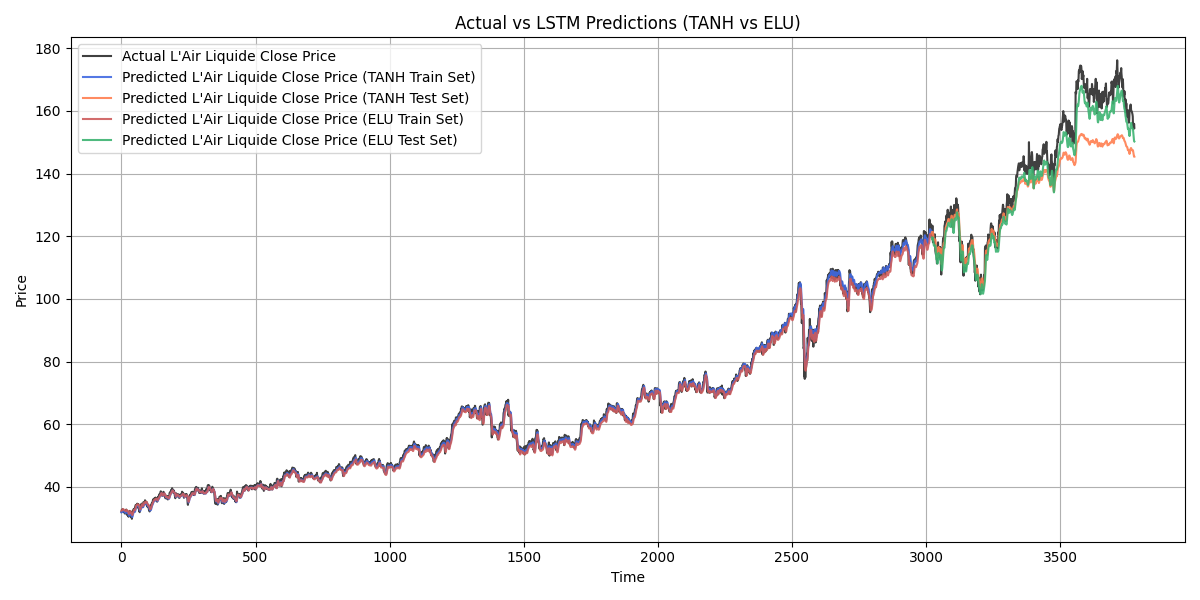 Actual vs LSTM Predictions (TANH vs ELU)
Actual L'Air Liquide Close Price
Predicted L'Air Liquide Close Price (TANH Train Set)
Predicted L'Air Liquide Close Price (TANH Test Set)
Predicted L'Air Liquide Close Price (ELU Train Set)
Predicted L'Air Liquide Close Price (ELU Test Set)
Price
180
160
140
120
100
80
60
40
0 500 1000 1500 2000 2500 3000 3500
Time